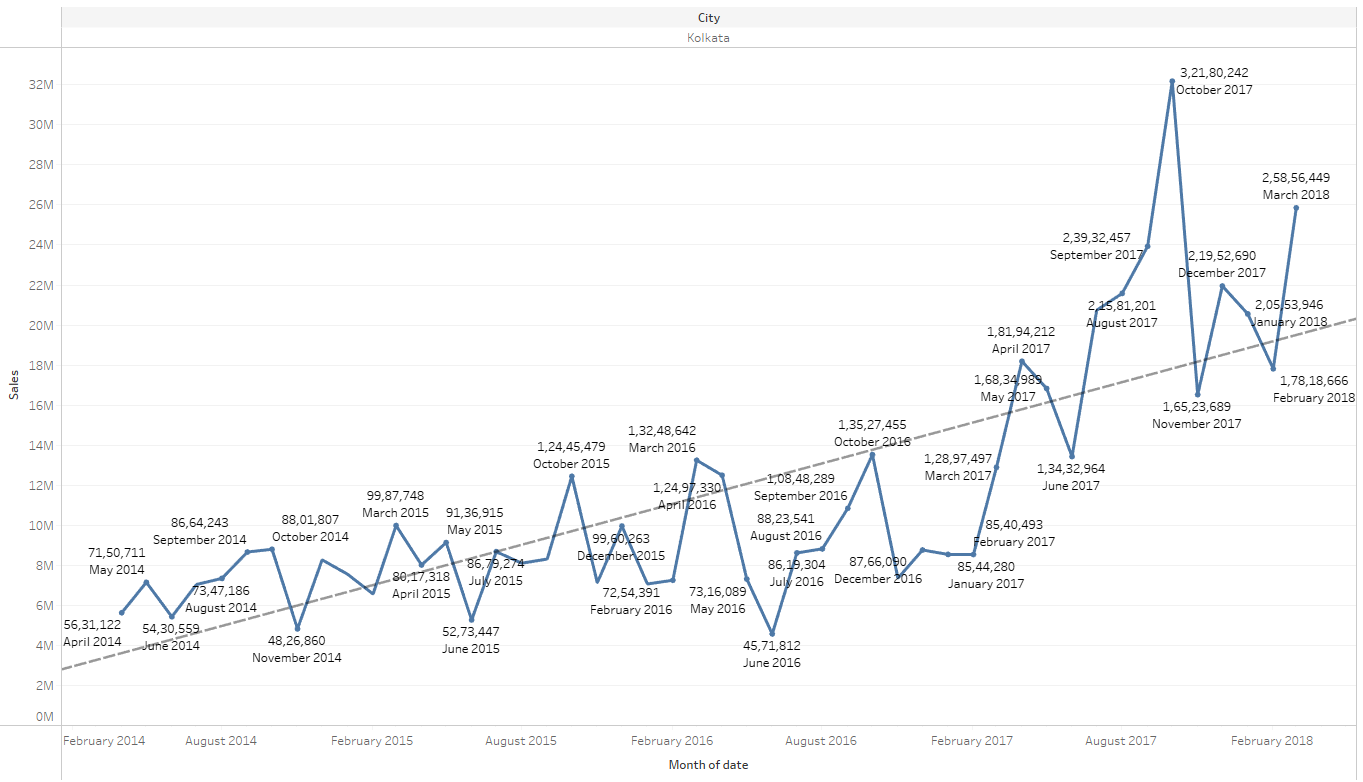 City
Kolkata
Sales
32M
30M
28M
26M
24M
22M
20M
18M
16M
14M
12M
10M
8M
6M
4M
2M
0M
56,31,122
April 2014
71,50,711
May 2014
54,30,559
June 2014
73,47,186
August 2014
86,64,243
September 2014
88,01,807
October 2014
48,26,860
November 2014
99,87,748
March 2015
80,17,318
April 2015
91,36,915
May 2015
52,73,447
June 2015
86,79,274
July 2015
1,24,45,479
October 2015
99,60,263
December 2015
72,54,391
February 2016
1,32,48,642
March 2016
1,24,97,330
April 2016
73,16,089
May 2016
45,71,812
June 2016
86,19,304
July 2016
88,23,541
August 2016
1,08,48,289
September 2016
1,35,27,455
October 2016
87,66,090
December 2016
85,44,280
January 2017
85,40,493
February 2017
1,28,97,497
March 2017
1,81,94,212
April 2017
1,68,34,989
May 2017
1,34,32,964
June 2017
2,15,81,201
August 2017
2,39,32,457
September 2017
3,21,80,242
October 2017
1,65,23,689
November 2017
2,19,52,690
December 2017
2,05,53,946
January 2018
1,78,18,666
February 2018
2,58,56,449
March 2018
February 2014
August 2014
February 2015
August 2015
February 2016
August 2016
February 2017
August 2017
February 2018
Month of date